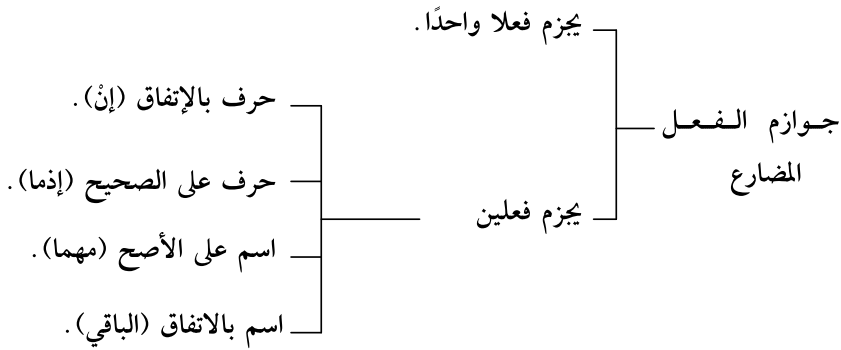 جوازم الفعل
المضارع
يجزم فعلا واحدًا.
يجزم فعلين
حرف بالإتفاق (إنْ).
حرف على الصحيح (إذما).
اسم على الأصح (مهما).
اسم بالاتفاق (الباقي).